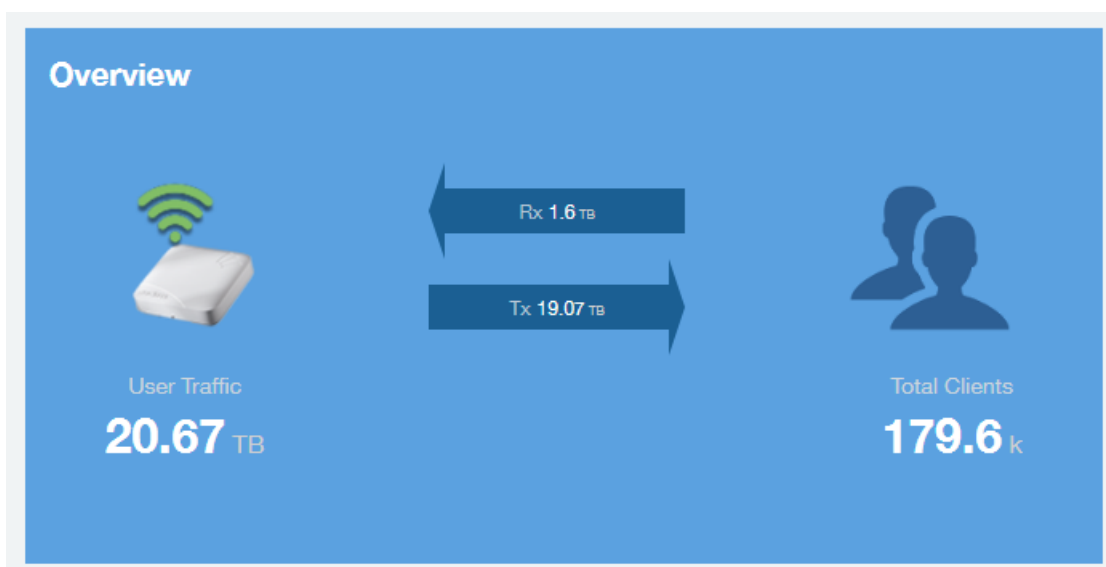 Overview
Rx 1.6 TB
Tx 19.07 TB
User Traffic
20.67 TB
Total Clients
179.6 k